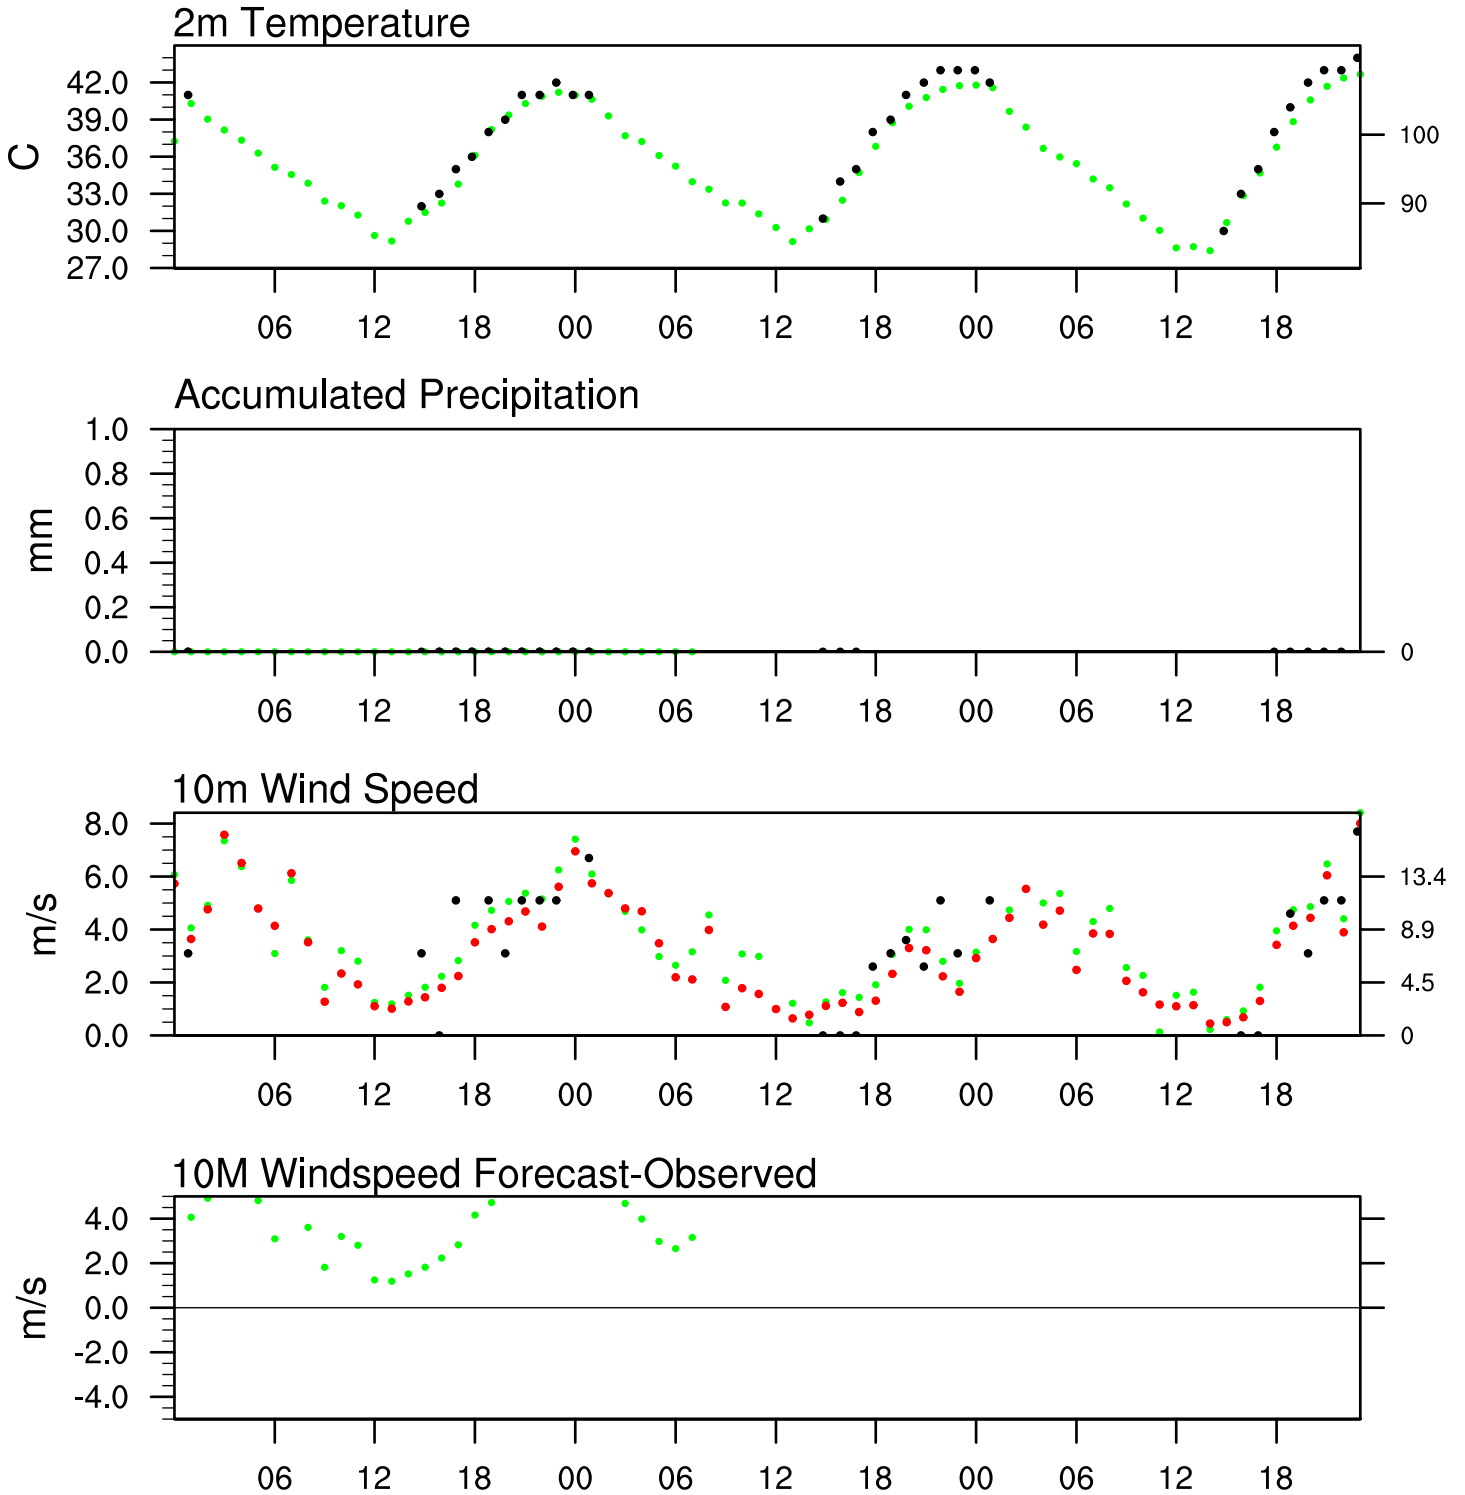 2m Temperature
C
42.0
39.0
36.0
33.0
30.0
27.0
100
90
06 12 18 00 06 12 18 00 06 12 18
Accumulated Precipitation
mm
1.0
0.8
0.6
0.4
0.2
0.0
0
06 12 18 00 06 12 18 00 06 12 18
10m Wind Speed
m/s
8.0
6.0
4.0
2.0
0.0
13.4
8.9
4.5
0
06 12 18 00 06 12 18 00 06 12 18
10M Windspeed Forecast-Observed
m/s
4.0
2.0
0.0
-2.0
-4.0
06 12 18 00 06 12 18 00 06 12 18